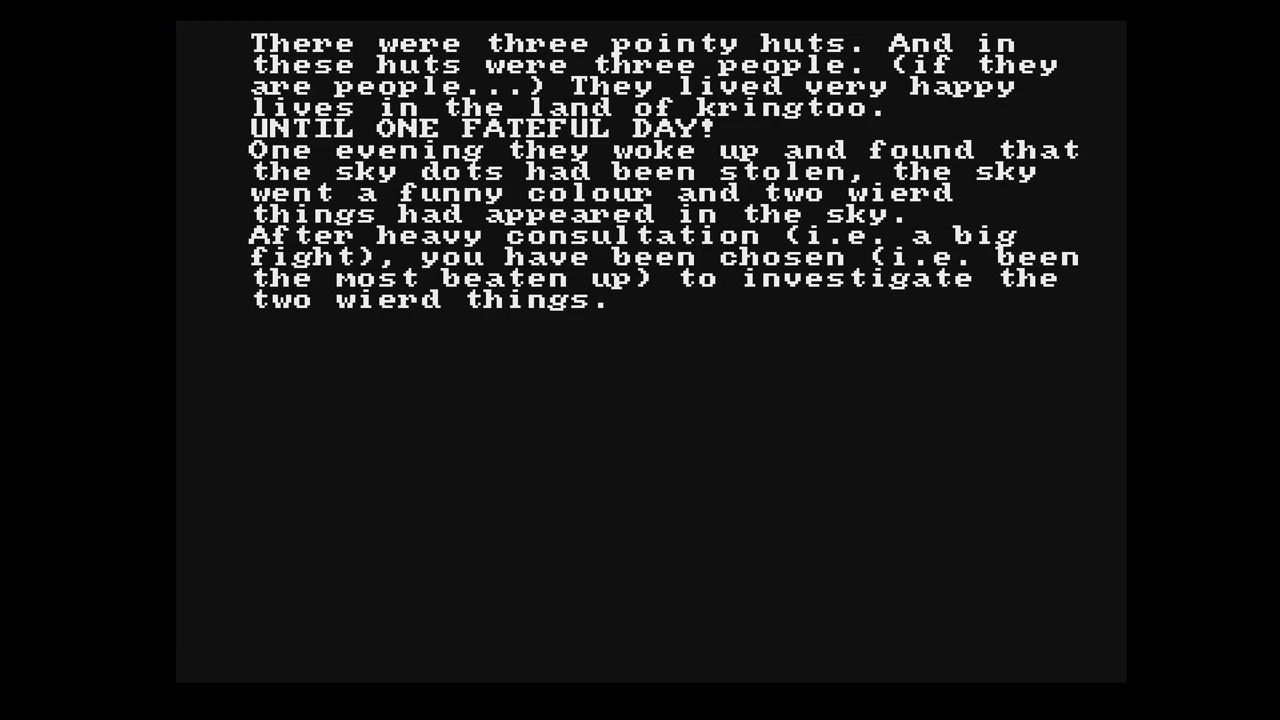 There were three pointy huts. And in
these huts were three people. (if they
are people...) They lived very happy
lives in the land of kringtoo.
UNTIL ONE FATEFUL DAY!
One evening they woke up and found that
the sky dots had been stolen, the sky
went a funny colour and two wierd
things had appeared in the sky.
After heavy consultation (i.e. a big
fight), you have been chosen (i.e. been
the most beaten up) to investigate the
two wierd things.